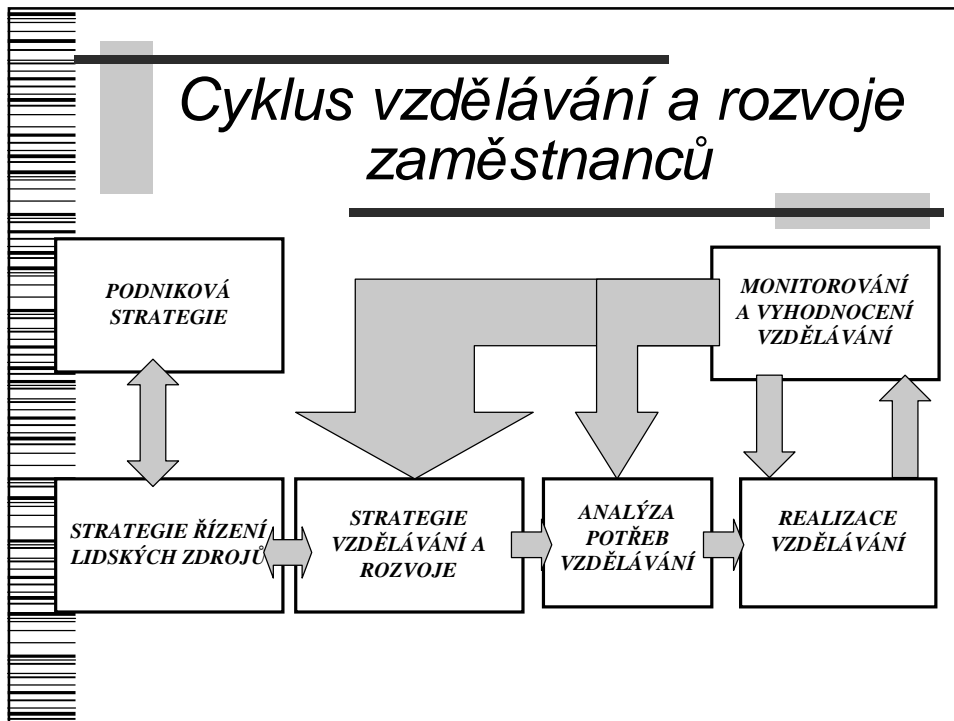 Cyklus vzdělávání a rozvoje
zaměstnanců
PODNIKOVÁ
STRATEGIE
MONITOROVÁNÍ
A VYHODNOCENÍ
VZDĚLÁVÁNÍ
STRATEGIE ŘÍZENÍ
LIDSKÝCH ZDROJŮ
STRATEGIE
VZDĚLÁVÁNÍ A
ROZVOJE
ANALÝZA
POTŘEB
VZDĚLÁVÁNÍ
REALIZACE
VZDĚLÁVÁNÍ